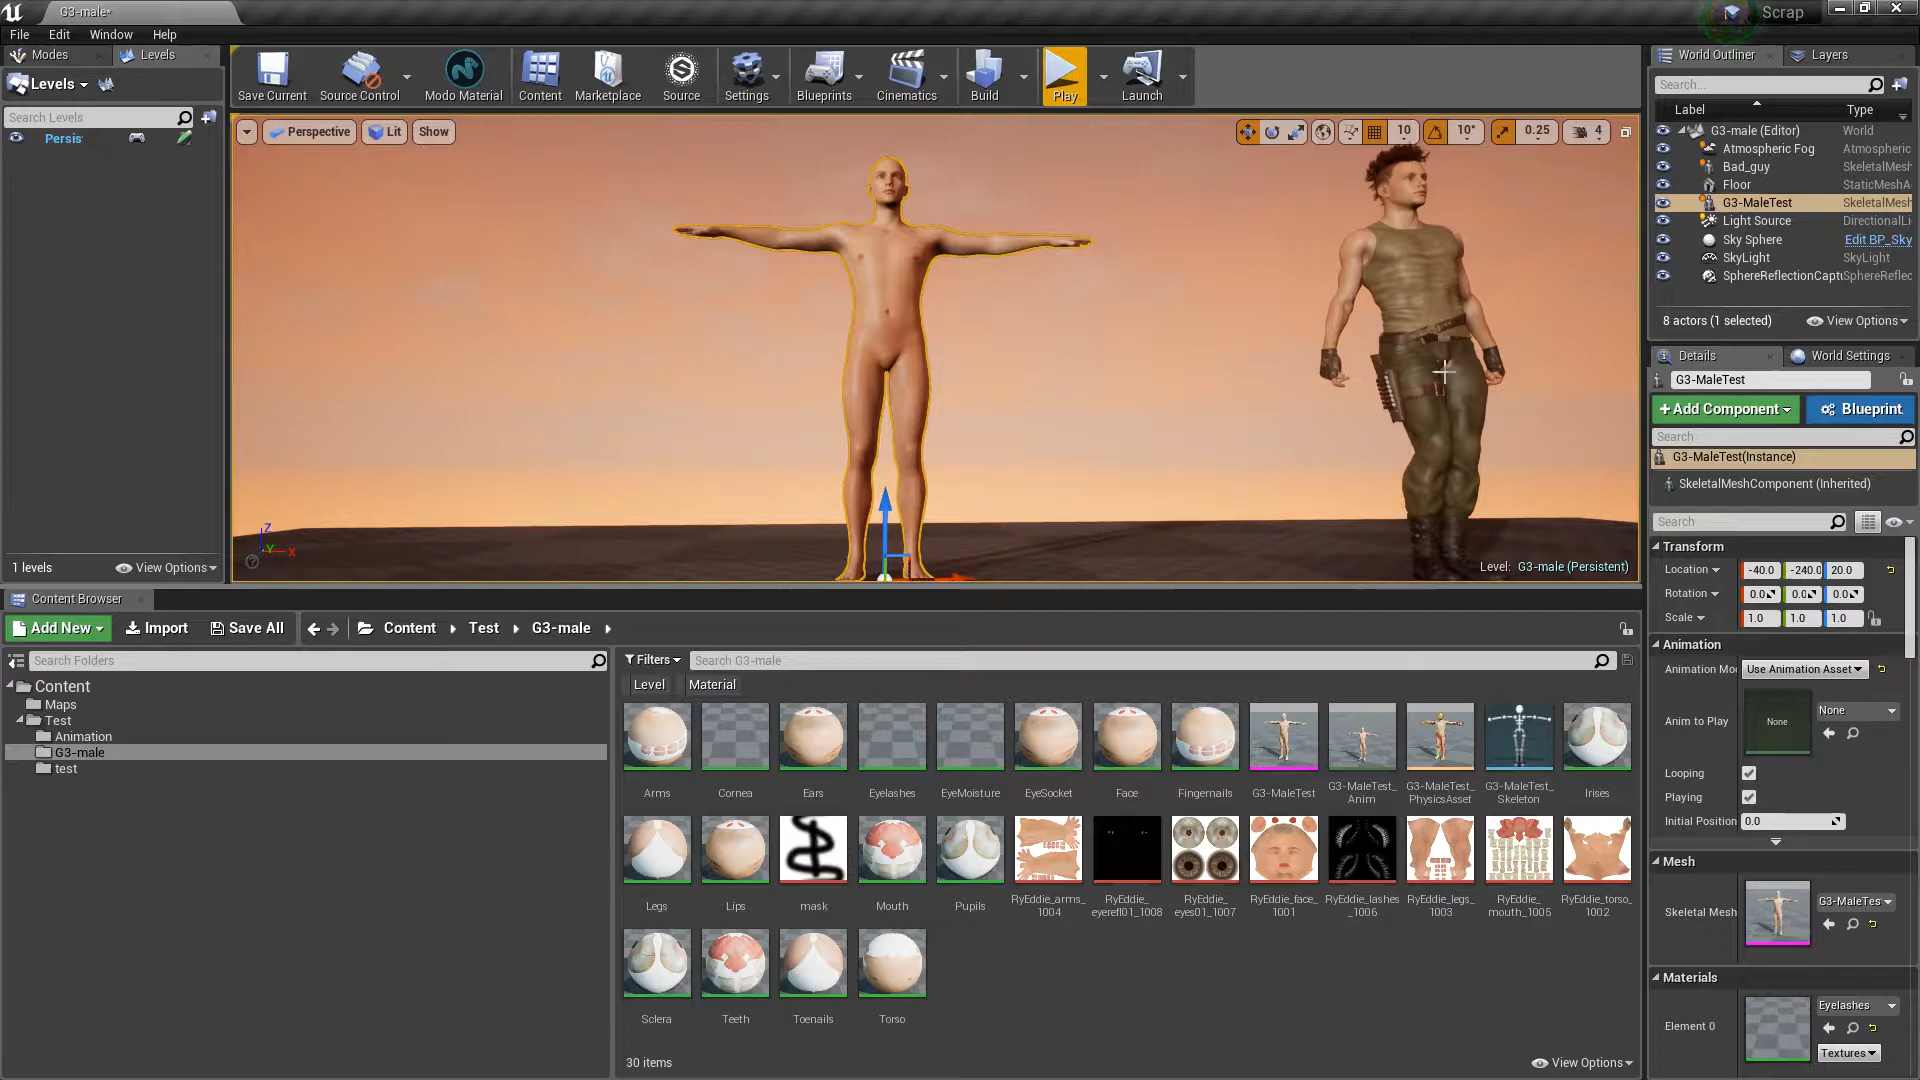 G3-male*
Scrap
File Edit Window Help
Modes Levels
Levels
Search Levels
Persis
1 levels View Options
Save Current Source Control Modo Material Content Marketplace Source Settings Blueprints Cinematics Build Play Launch
Perspective Lit Show
10 10° 0.25 4
Z
Y X
Level: G3-male (Persistent)
World Outliner Layers
Search...
Label Type
G3-male (Editor) World
Atmospheric Fog Atmospheric
Bad_guy SkeletalMesh
Floor StaticMeshA
G3-MaleTest SkeletalMesh
Light Source DirectionalLi
Sky Sphere Edit BP_Sky
SkyLight SkyLight
SphereReflectionCaptu SphereReflec
8 actors (1 selected) View Options
Details World Settings
G3-MaleTest
+Add Component Blueprint
Search
G3-MaleTest(Instance)
SkeletalMeshComponent (Inherited)
Search
Transform
Location -40.0 -240.0 20.0
Rotation 0.0 0.0 0.0
Scale 1.0 1.0 1.0
Animation
Animation Mo Use Animation Asset
Anim to Play None None
Looping
Playing
Initial Position 0.0
Mesh
Skeletal Mesh G3-MaleTes
Materials
Element 0 Eyelashes
Textures
Content Browser
Add New Import Save All Content Test G3-male
Search Folders
Content
Maps
Test
Animation
G3-male
test
Filters Search G3-male
Level Material
Arms Cornea Ears Eyelashes EyeMoisture EyeSocket Face Fingernails G3-MaleTest G3-MaleTest_ G3-MaleTest_ G3-MaleTest_ Irises
Anim PhysicsAsset Skeleton
Legs Lips mask Mouth Pupils RyEddie_arms_ RyEddie_ RyEddie_ RyEddie_face_ RyEddie_lashes RyEddie_legs_ RyEddie_ RyEddie_torso_
1004 eyerefl01_1008 eyes01_1007 1001 _1006 1003 mouth_1005 1002
Sclera Teeth Toenails Torso
30 items View Options